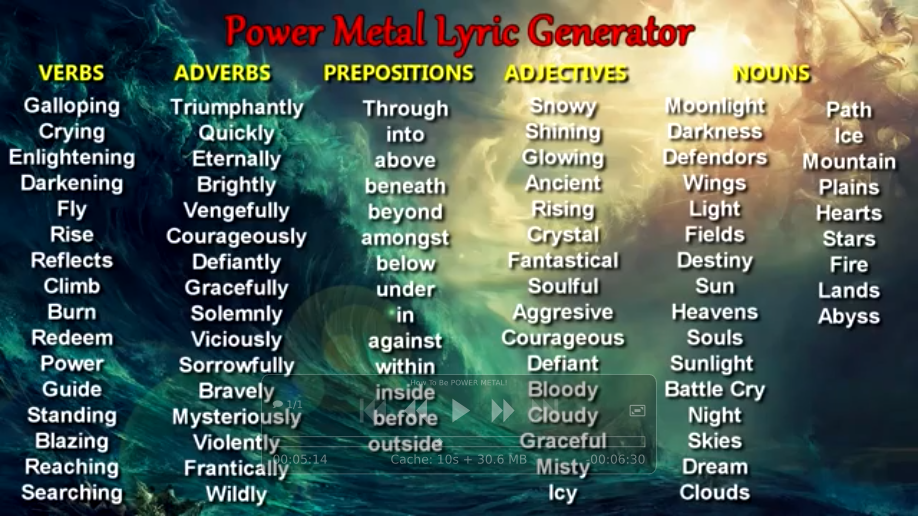 Power Metal Lyric Generator
VERBS ADVERBS PREPOSITIONS ADJECTIVES NOUNS
Galloping Triumphantly Through Snowy Moonlight Path
Crying Quickly into Shining Darkness Ice
Enlightening Eternally above Glowing Defendors Mountain
Darkening Brightly beneath Ancient Wings Plains
Fly Vengefully beyond Rising Light Hearts
Rise Courageously amongst Crystal Fields Stars
Reflects Defiantly below Fantastical Destiny Fire
Climb Gracefully under Soulful Sun Lands
Burn Solemnly in Aggresive Heavens Abyss
Redeem Viciously against Courageous Souls
Power Sorrowfully within Defiant Sunlight
How To Be POWER METAL!
Guide Bravely inside Bloody Battle Cry
1/1
Standing Mysteriously before Cloudy Night
Blazing Violently outside Graceful Skies
Reaching Frantically Misty Dream
00:05:14 Cache: 10s + 30.6 MB -00:06:30
Searching Wildly Icy Clouds